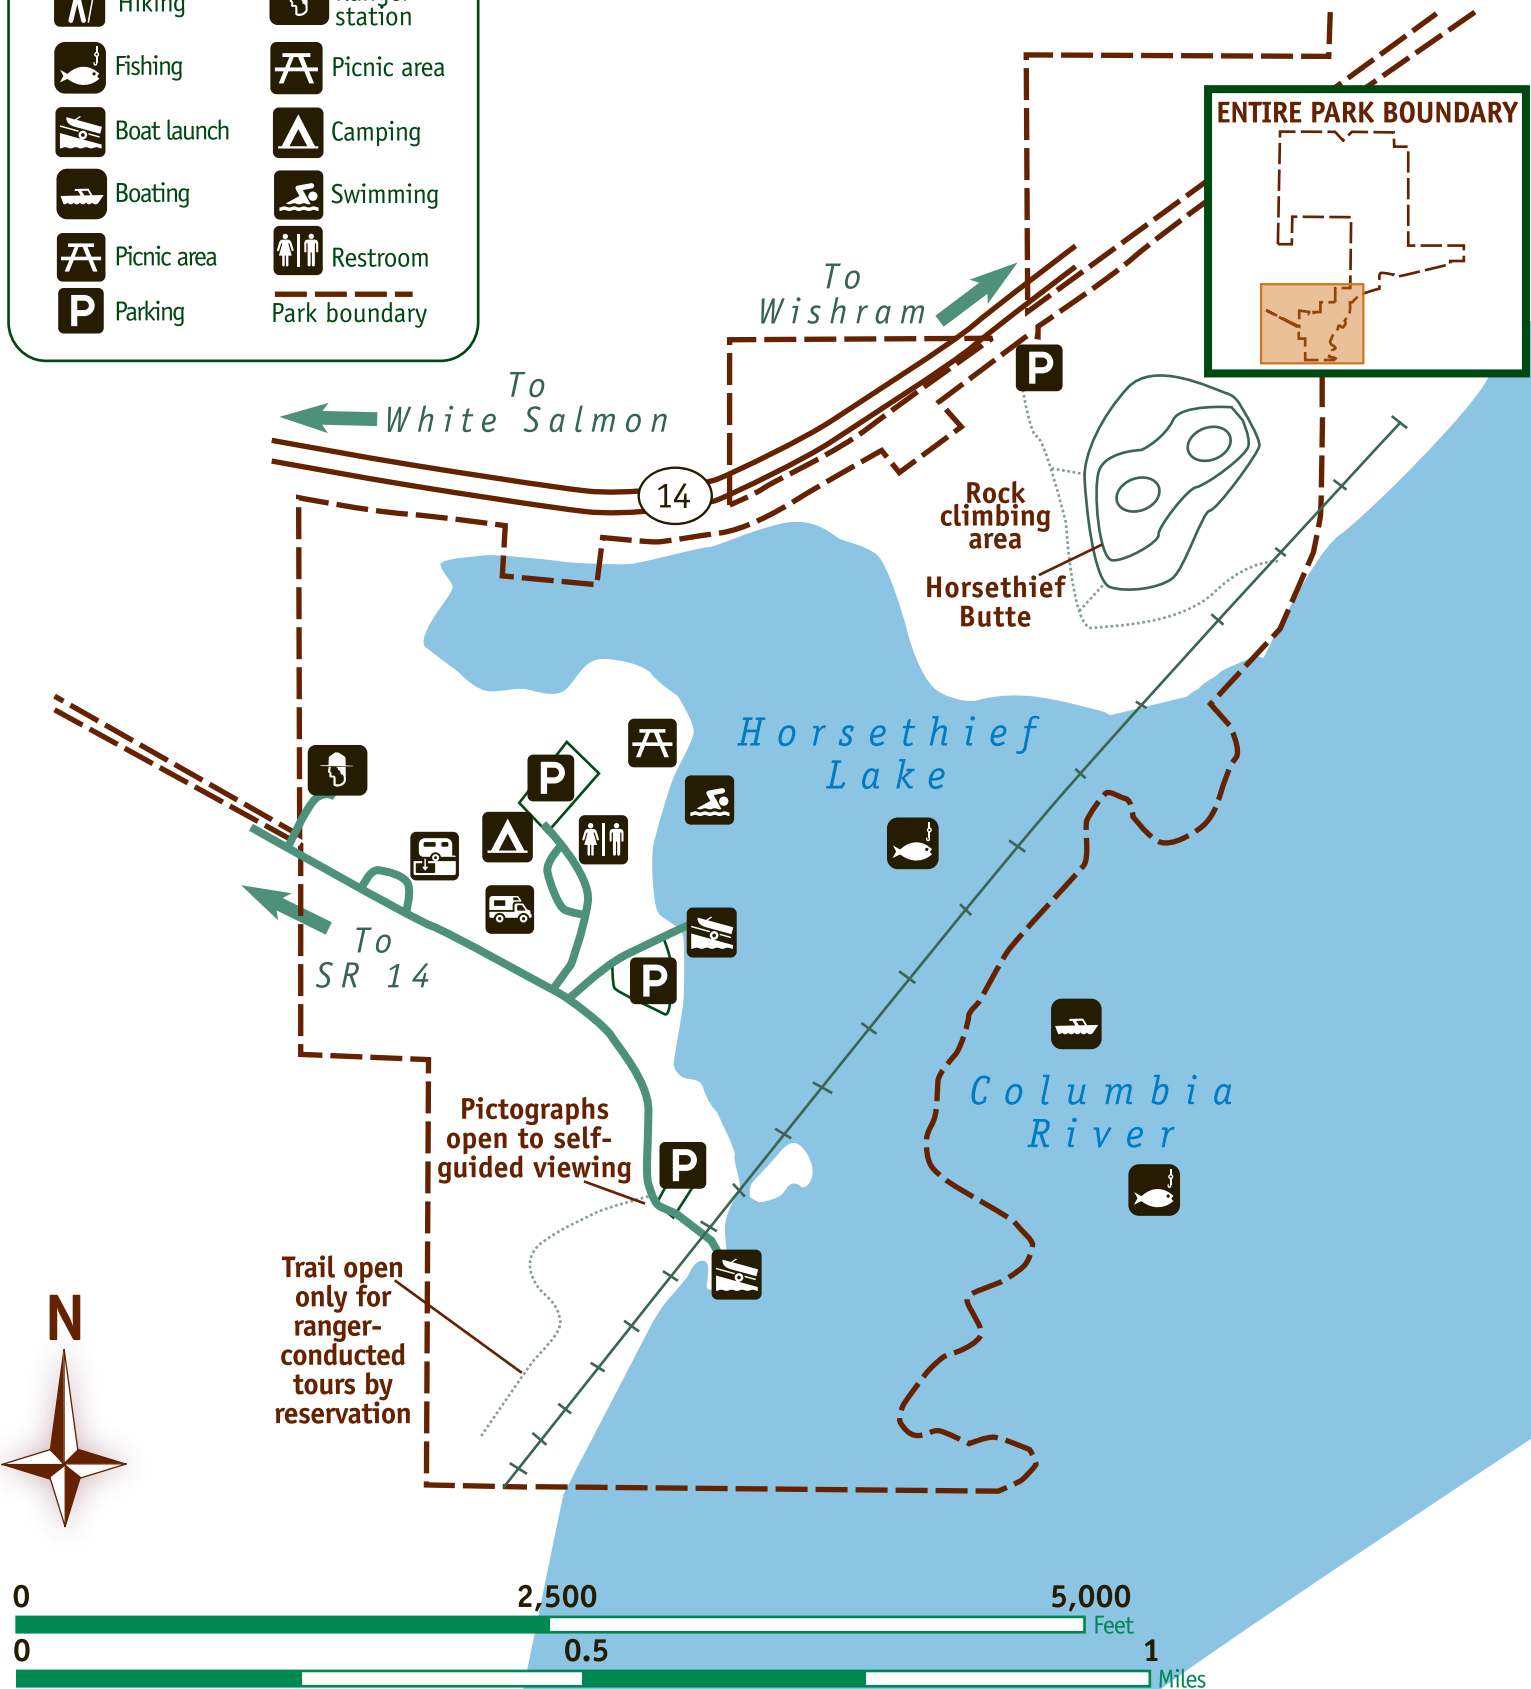 Hiking
station
Fishing
Picnic area
Boat launch
Camping
Boating
Swimming
Picnic area
Restroom
P
Parking
Park boundary
ENTIRE PARK BOUNDARY
To
Wishram
To
White Salmon
14
P
Rock
climbing
area
Horsethief
Butte
Horsethief
Lake
P
To
SR 14
P
Columbia
River
Pictographs
open to self-
guided viewing
P
Trail open
only for
ranger-
conducted
tours by
reservation
N
0 2,500 5,000
Feet
0 0.5 1
Miles